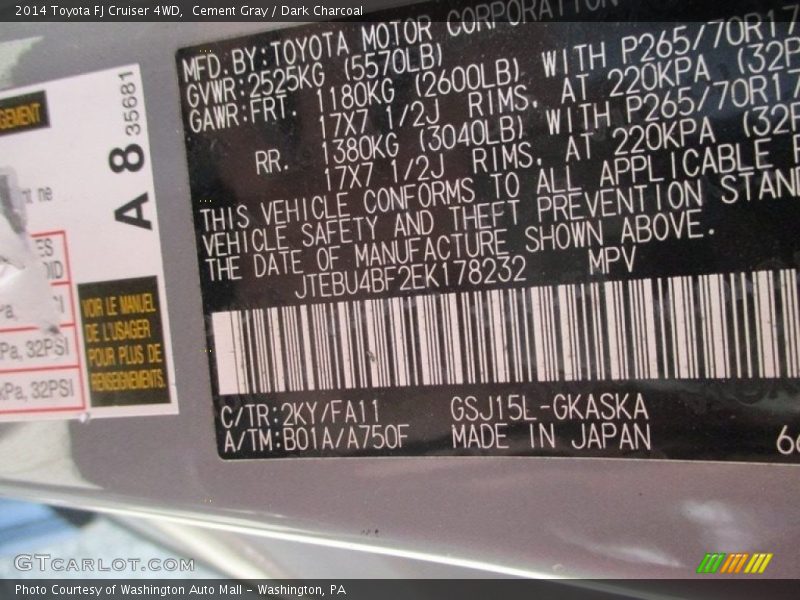 2014 Toyota FJ Cruiser 4WD, Cement Gray / Dark Charcoal
MFD.BY:TOYOTA MOTOR CORPORATION
GVWR:2525KG (5570LB)
GAWR:FRT. 1180KG (2600LB) WITH P265/70R17
17X7 1/2J RIMS, AT 220KPA (32P
RR. 1380KG (3040LB) WITH P265/70R17
17X7 1/2J RIMS, AT 220KPA (32P
THIS VEHICLE CONFORMS TO ALL APPLICABLE F
VEHICLE SAFETY AND THEFT PREVENTION STAND
THE DATE OF MANUFACTURE SHOWN ABOVE.
JTEBU4BF2EK178232 MPV
C/TR:2KY/FA11 GSJ15L-GKASKA
A/TM:B01A/A750F MADE IN JAPAN
A 8 35681
VOIR LE MANUEL
DE L'USAGER
POUR PLUS DE
RENSEIGNEMENTS.
kPa, 32PSI
kPa, 32PSI
GTCARLOT.COM
Photo Courtesy of Washington Auto Mall - Washington, PA